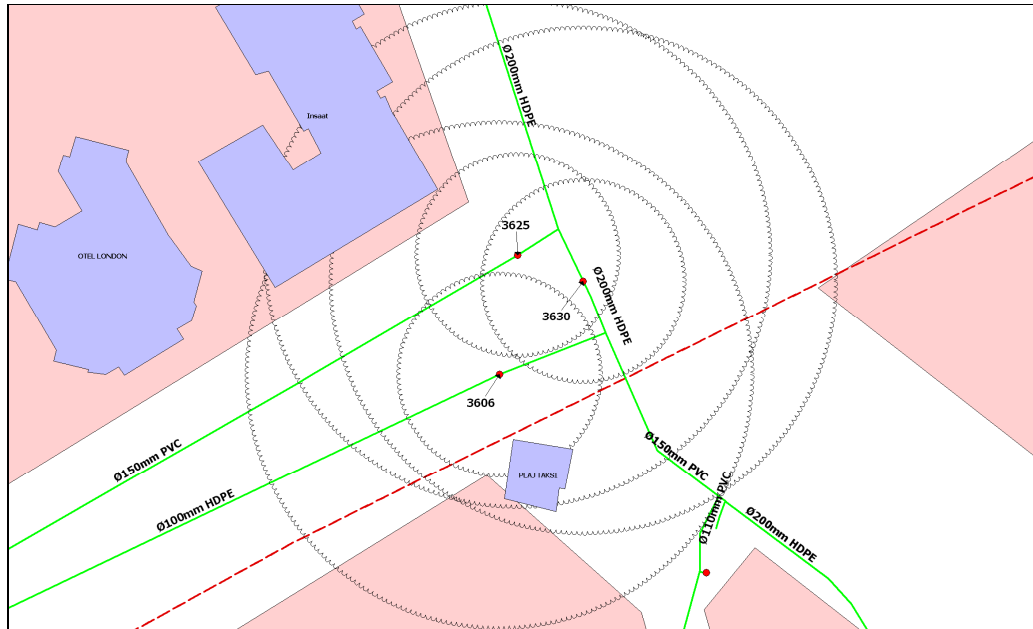 Ø200mm HDPE
Insaat
3625
OTEL LONDON
Ø200mm HDPE
3630
3606
Ø150mm PVC
Ø150mm PVC
PLAJ TAKSI
Ø100mm HDPE
Ø110mm PVC
Ø200mm HDPE